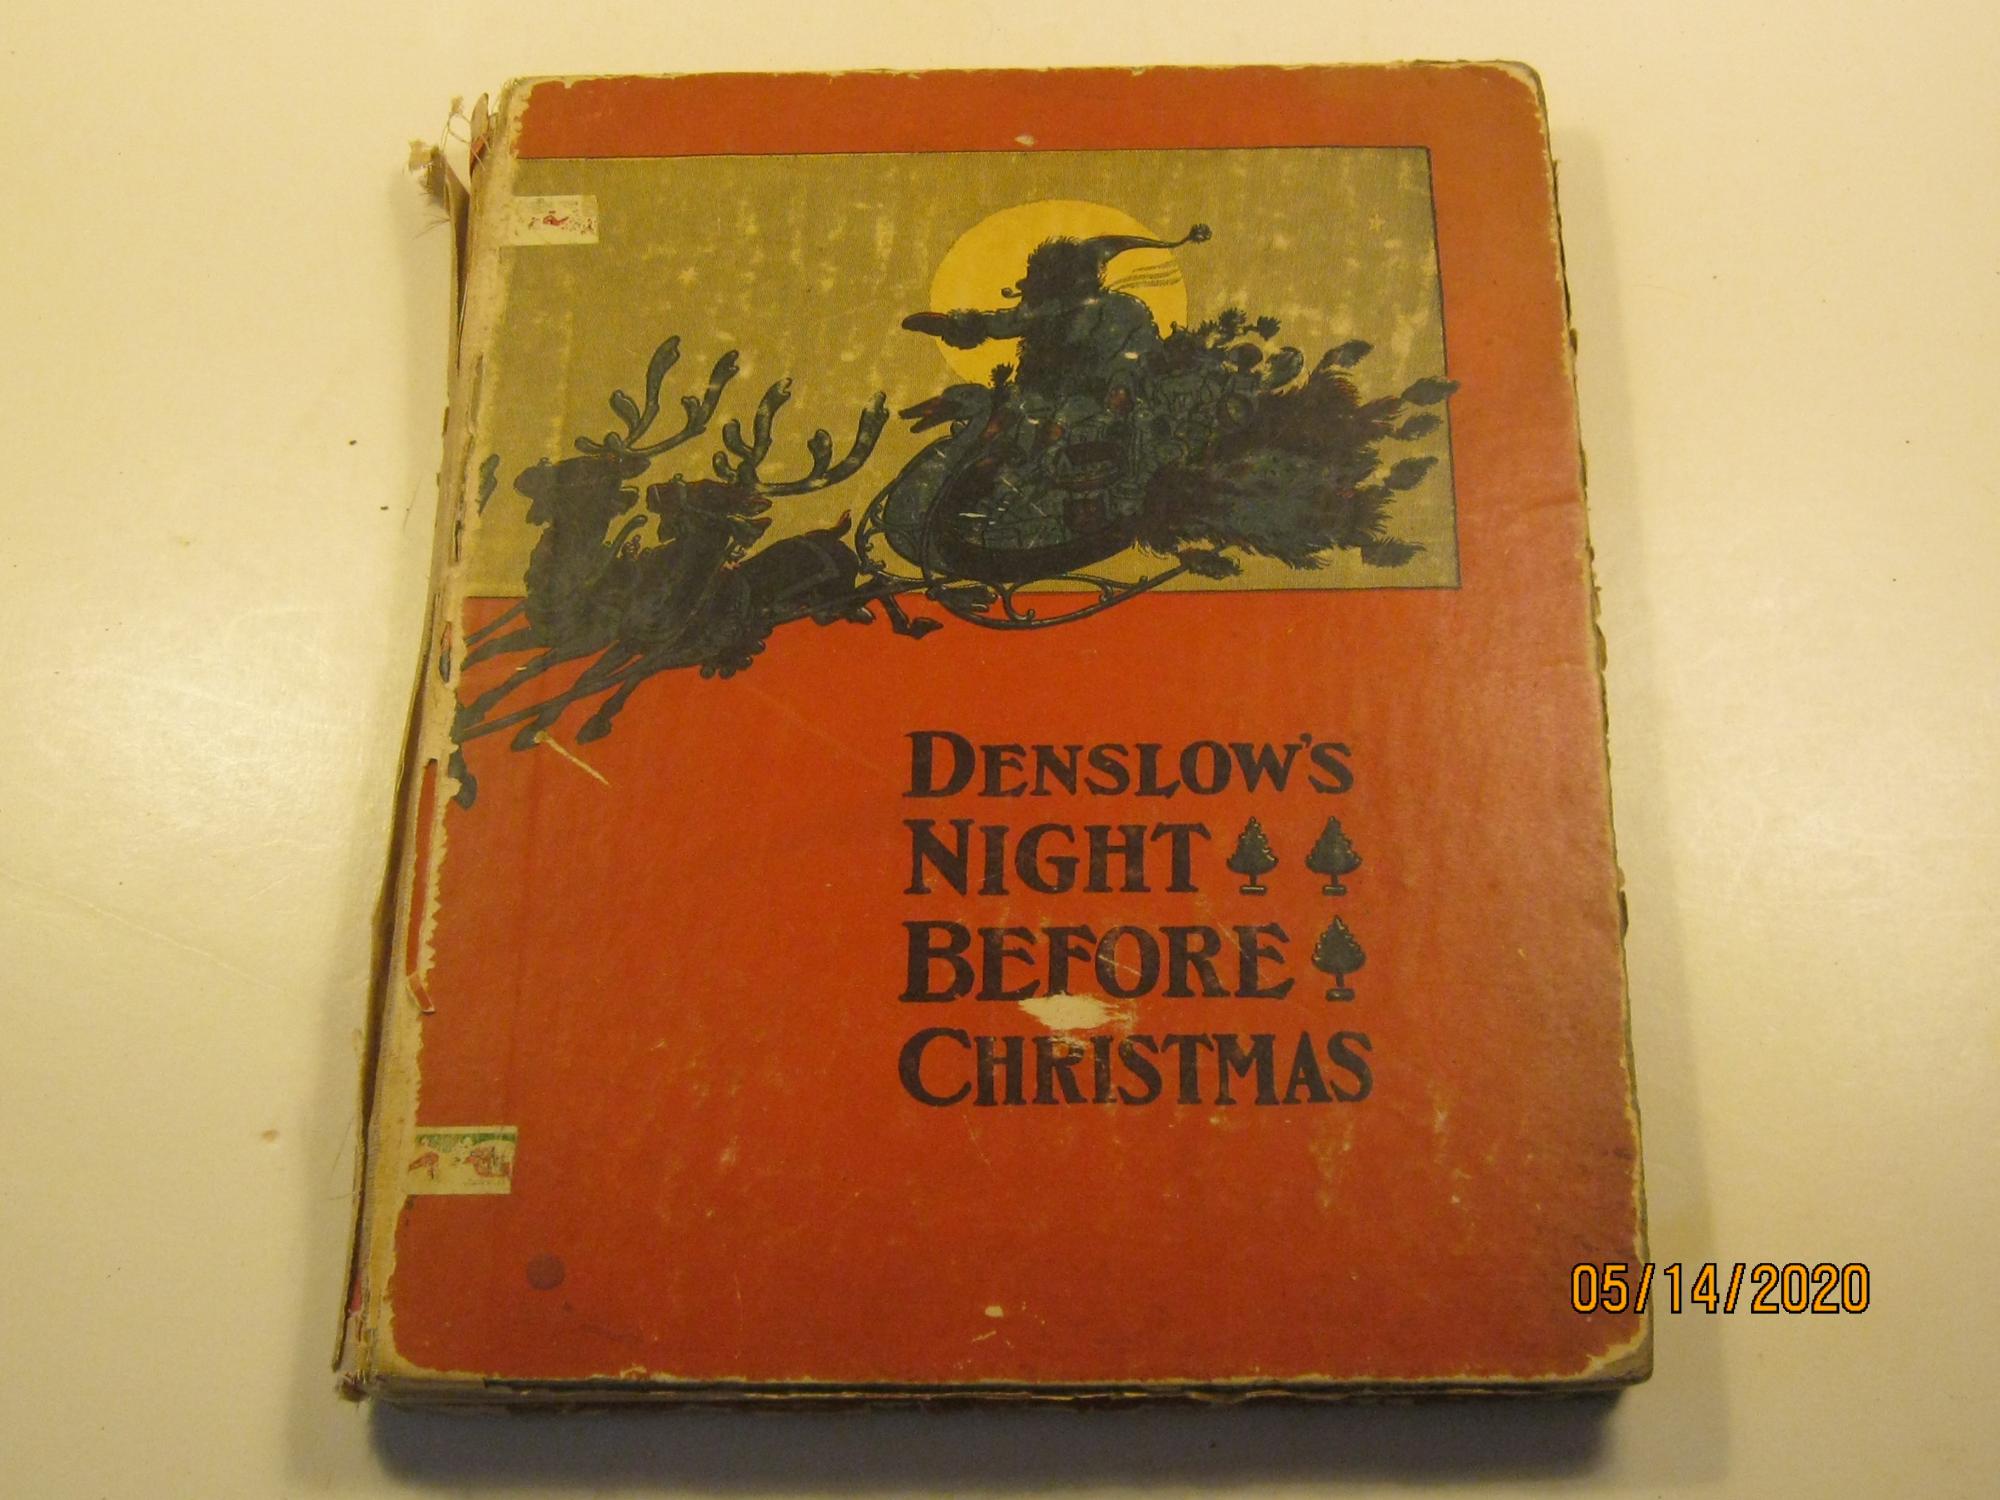 DENSLOW'S
NIGHT
BEFORE
CHRISTMAS
05/14/2020